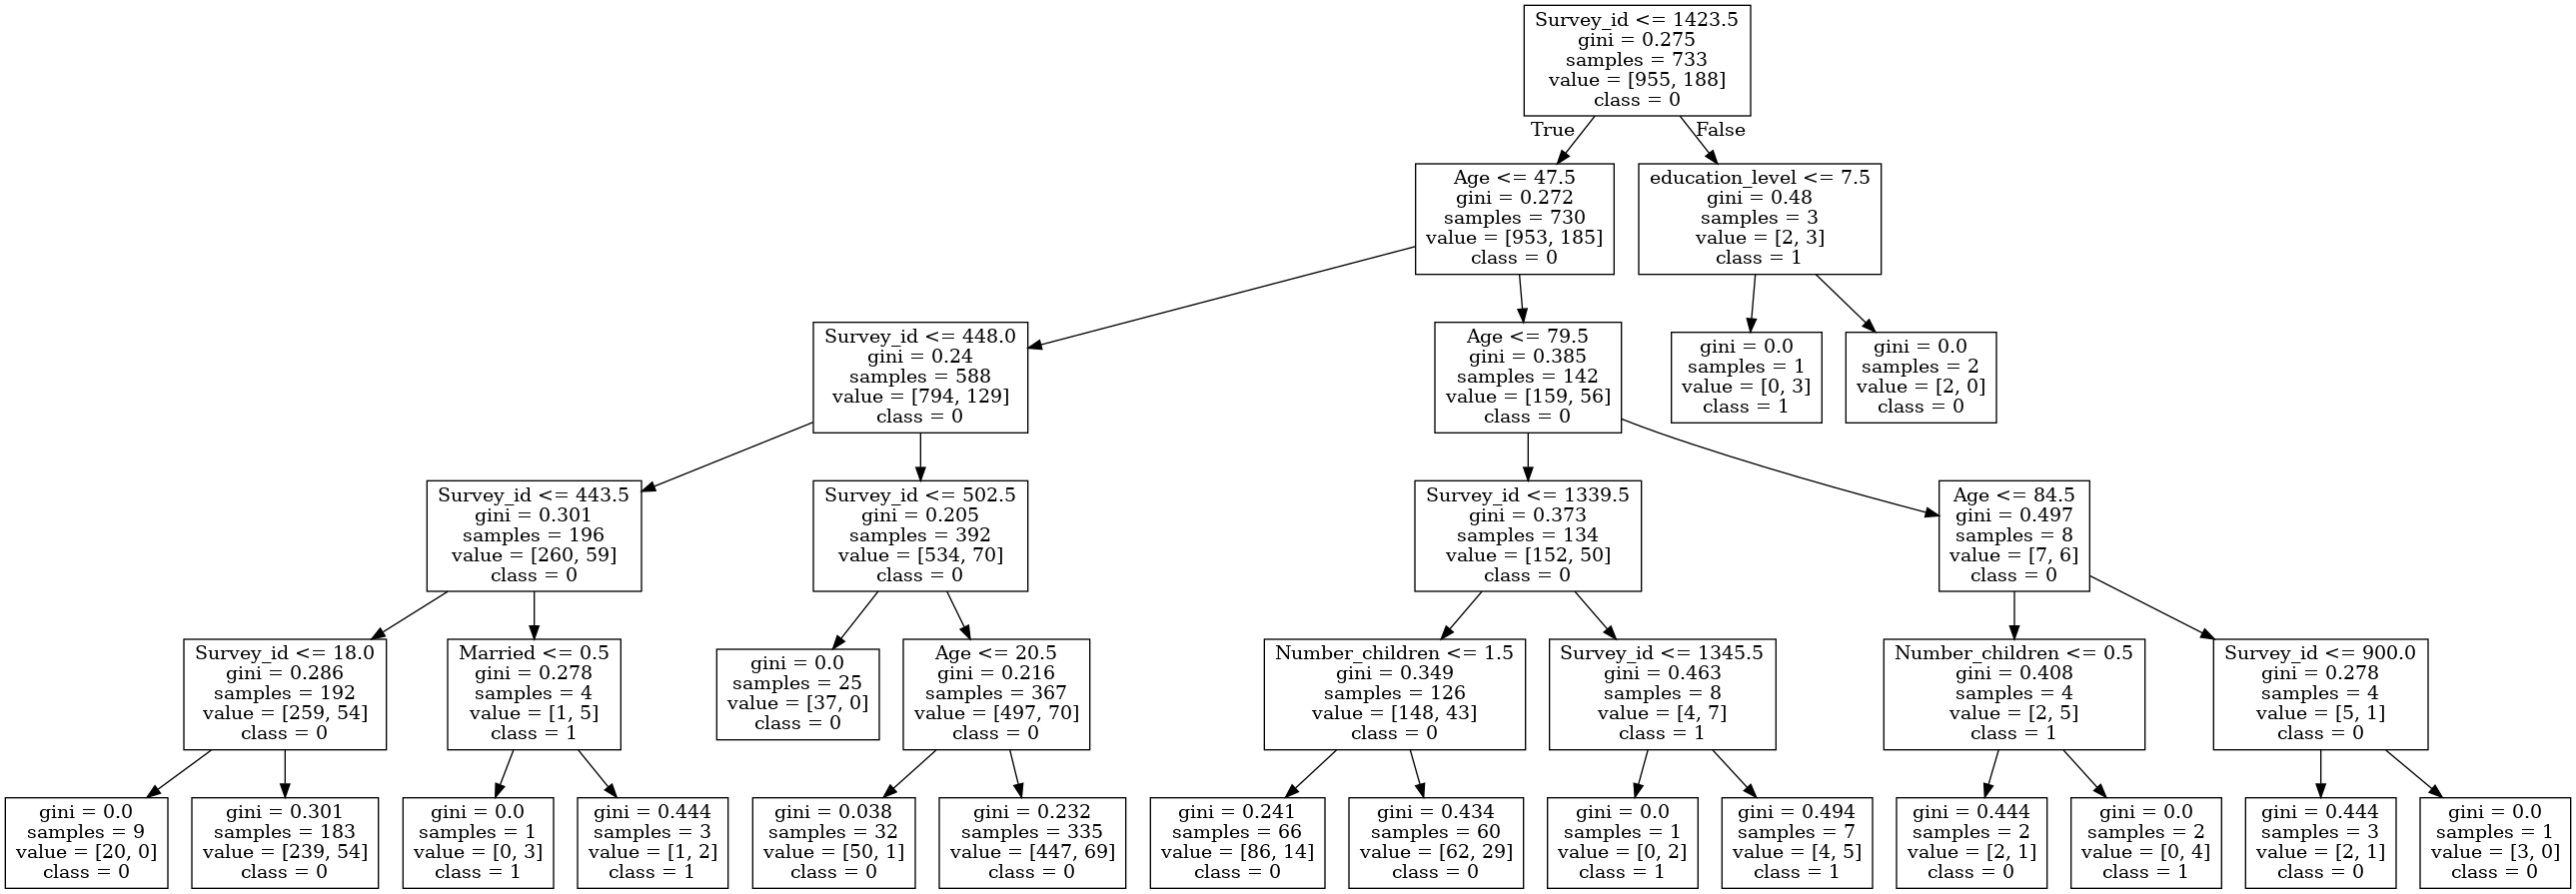 Survey_id <= 1423.5
gini = 0.275
samples = 733
value = [955, 188]
class = 0
True
False
Age <= 47.5
gini = 0.272
samples = 730
value = [953, 185]
class = 0
education_level <= 7.5
gini = 0.48
samples = 3
value = [2, 3]
class = 1
Survey_id <= 448.0
gini = 0.24
samples = 588
value = [794, 129]
class = 0
Age <= 79.5
gini = 0.385
samples = 142
value = [159, 56]
class = 0
gini = 0.0
samples = 1
value = [0, 3]
class = 1
gini = 0.0
samples = 2
value = [2, 0]
class = 0
Survey_id <= 443.5
gini = 0.301
samples = 196
value = [260, 59]
class = 0
Survey_id <= 502.5
gini = 0.205
samples = 392
value = [534, 70]
class = 0
Survey_id <= 1339.5
gini = 0.373
samples = 134
value = [152, 50]
class = 0
Age <= 84.5
gini = 0.497
samples = 8
value = [7, 6]
class = 0
Survey_id <= 18.0
gini = 0.286
samples = 192
value = [259, 54]
class = 0
Married <= 0.5
gini = 0.278
samples = 4
value = [1, 5]
class = 1
gini = 0.0
samples = 25
value = [37, 0]
class = 0
Age <= 20.5
gini = 0.216
samples = 367
value = [497, 70]
class = 0
Number_children <= 1.5
gini = 0.349
samples = 126
value = [148, 43]
class = 0
Survey_id <= 1345.5
gini = 0.463
samples = 8
value = [4, 7]
class = 1
Number_children <= 0.5
gini = 0.408
samples = 4
value = [2, 5]
class = 1
Survey_id <= 900.0
gini = 0.278
samples = 4
value = [5, 1]
class = 0
gini = 0.0
samples = 9
value = [20, 0]
class = 0
gini = 0.301
samples = 183
value = [239, 54]
class = 0
gini = 0.0
samples = 1
value = [0, 3]
class = 1
gini = 0.444
samples = 3
value = [1, 2]
class = 1
gini = 0.038
samples = 32
value = [50, 1]
class = 0
gini = 0.232
samples = 335
value = [447, 69]
class = 0
gini = 0.241
samples = 66
value = [86, 14]
class = 0
gini = 0.434
samples = 60
value = [62, 29]
class = 0
gini = 0.0
samples = 1
value = [0, 2]
class = 1
gini = 0.494
samples = 7
value = [4, 5]
class = 1
gini = 0.444
samples = 2
value = [2, 1]
class = 0
gini = 0.0
samples = 2
value = [0, 4]
class = 1
gini = 0.444
samples = 3
value = [2, 1]
class = 0
gini = 0.0
samples = 1
value = [3, 0]
class = 0